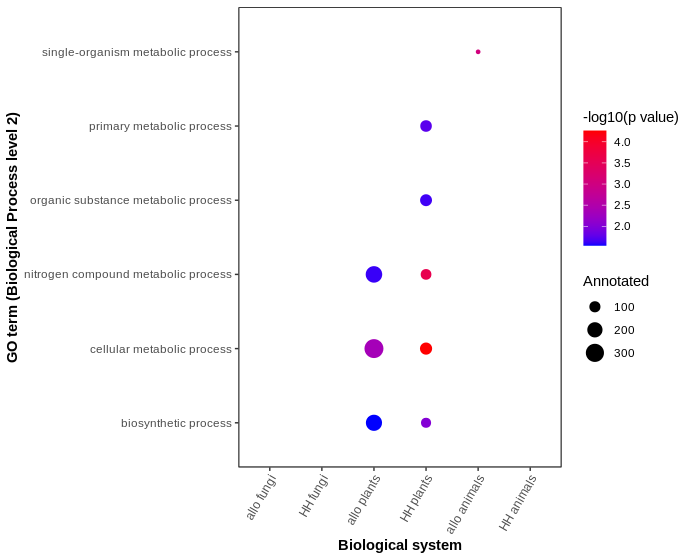 GO term (Biological Process level 2)
single-organism metabolic process
primary metabolic process
organic substance metabolic process
nitrogen compound metabolic process
cellular metabolic process
biosynthetic process
allo fungi
HH fungi
allo plants
HH plants
allo animals
HH animals
Biological system
-log10(p value)
4.0
3.5
3.0
2.5
2.0
Annotated
100
200
300